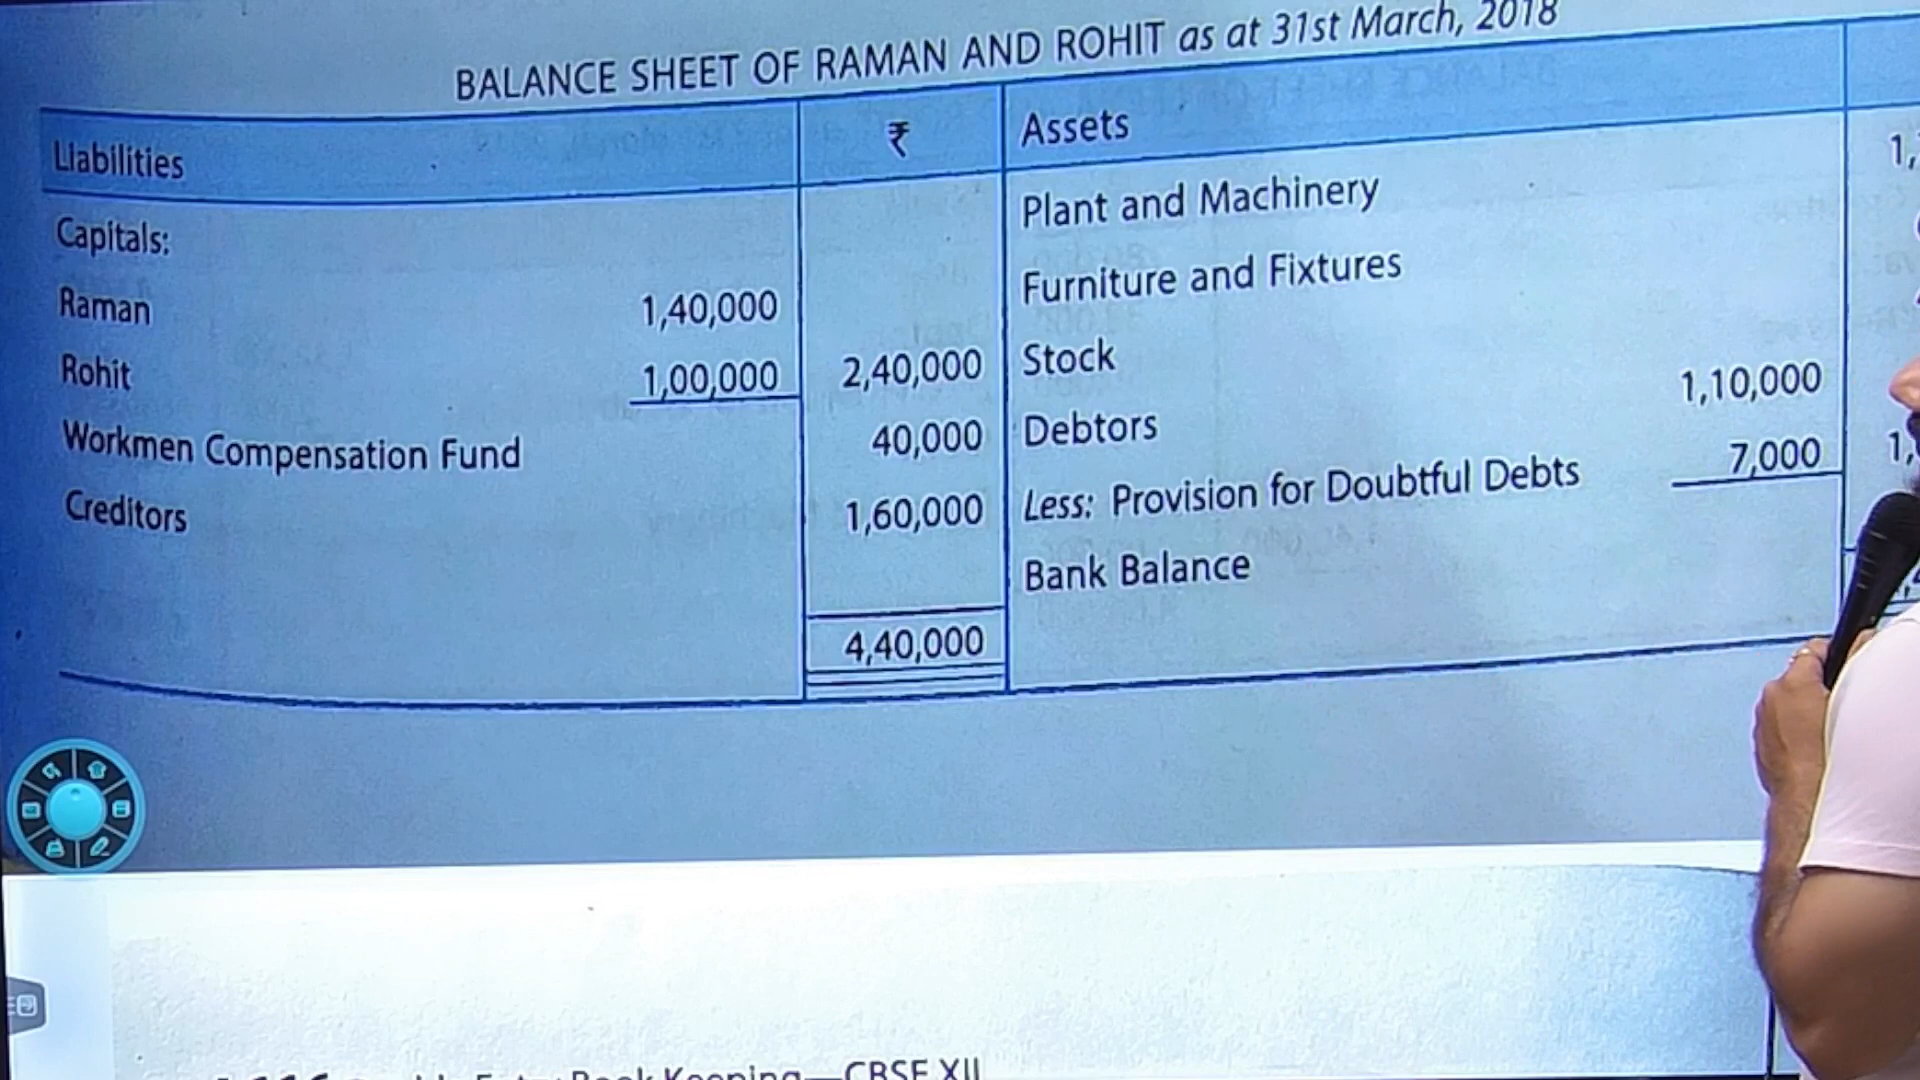 BALANCE SHEET OF RAMAN AND ROHIT as at 31st March, 2018
LIabilities ₹ Assets
Capitals: Plant and Machinery
Raman 1,40,000 Furniture and Fixtures
Rohit 1,00,000 2,40,000 Stock
Workmen Compensation Fund 40,000 Debtors 1,10,000
Creditors 1,60,000 Less: Provision for Doubtful Debts 7,000
Bank Balance
4,40,000
Book Keeping—CBSE XII